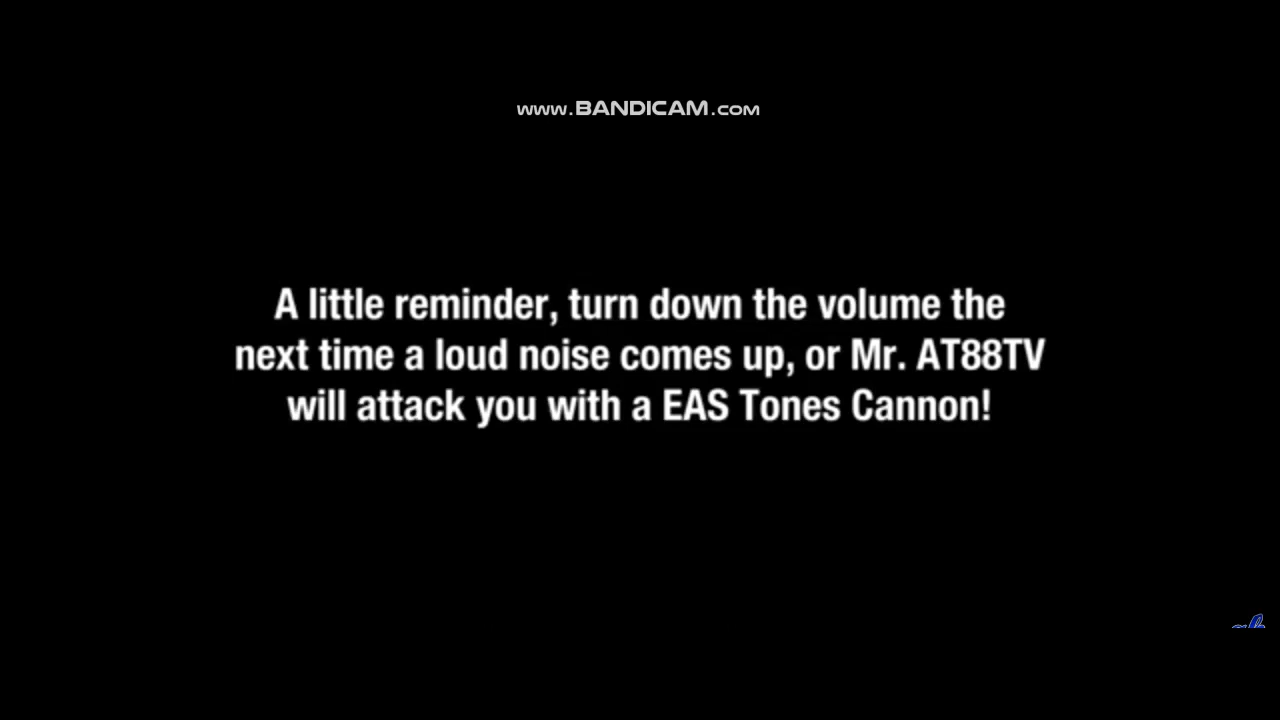 www.BANDICAM.com
A little reminder, turn down the volume the
next time a loud noise comes up, or Mr. AT88TV
will attack you with a EAS Tones Cannon!